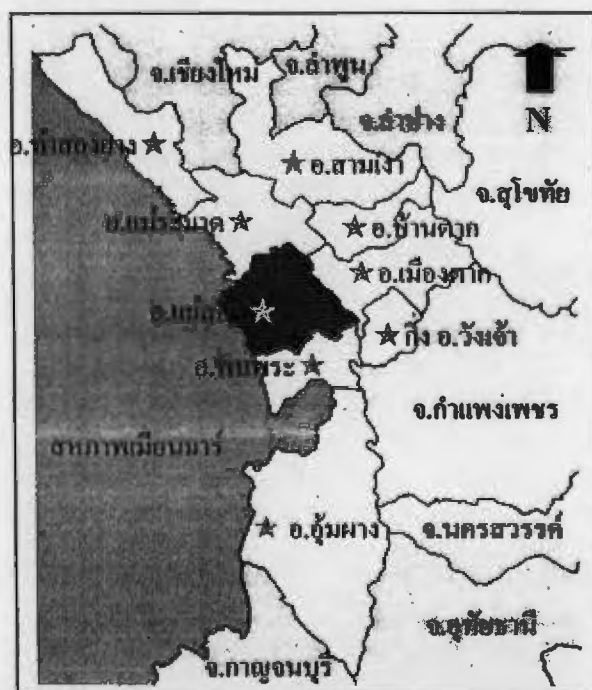 จ.เชียงใหม่
จ.ลำพูน
จ.ลำปาง
N
อ.ท่าสองยาง
อ.สามเงา
จ.สุโขทัย
อ.แม่ระมาด
อ.บ้านตาก
อ.เมืองตาก
อ.แม่สอด
กิ่ง อ.วังเจ้า
อ.พบพระ
จ.กำแพงเพชร
สหภาพเมียนมาร์
อ.อุ้มผาง
จ.นครสวรรค์
จ.อุทัยธานี
จ.กาญจนบุรี